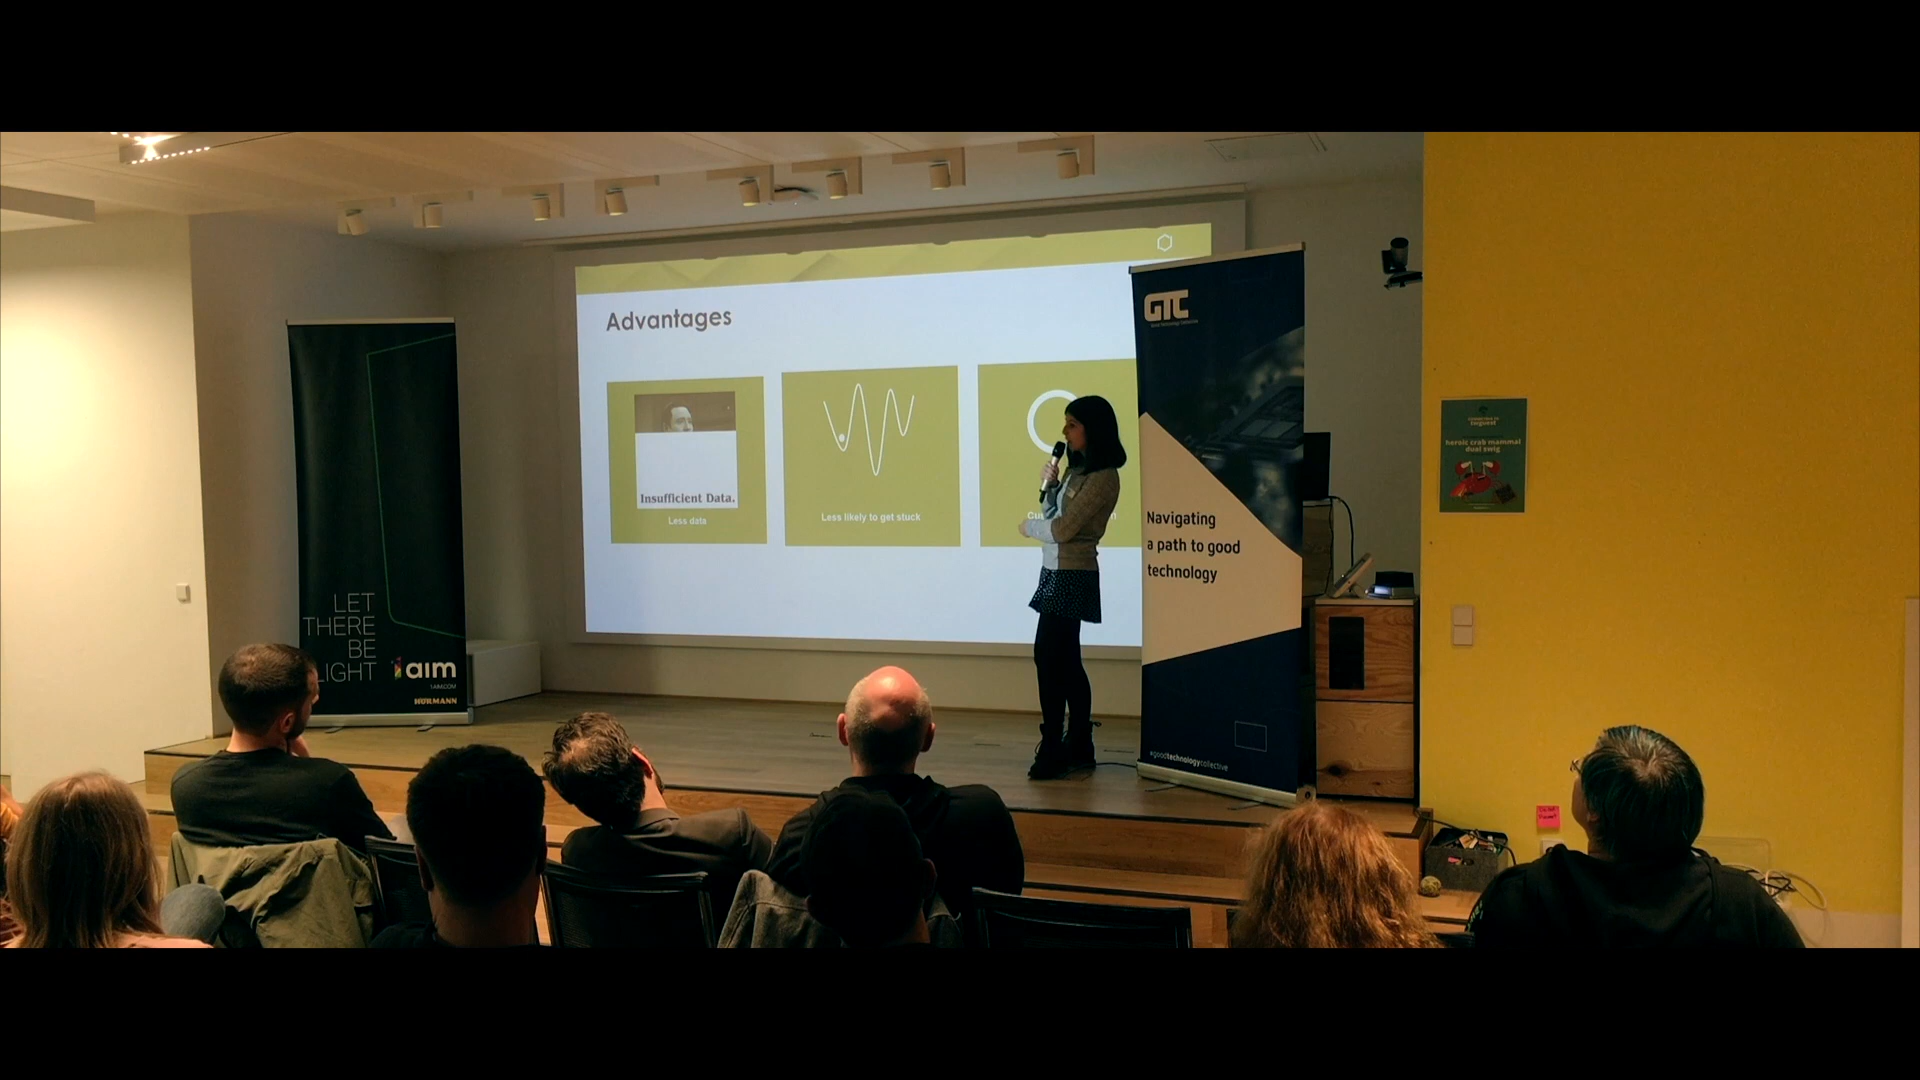 Advantages
Insufficient Data.
Less data
Less likely to get stuck
LET
THERE
BE
LIGHT
1aim
1AIM.COM
HÖRMANN
GTC
Navigating
a path to good
technology
#goodtechnologycollective
heroic crab mammal
dual swig